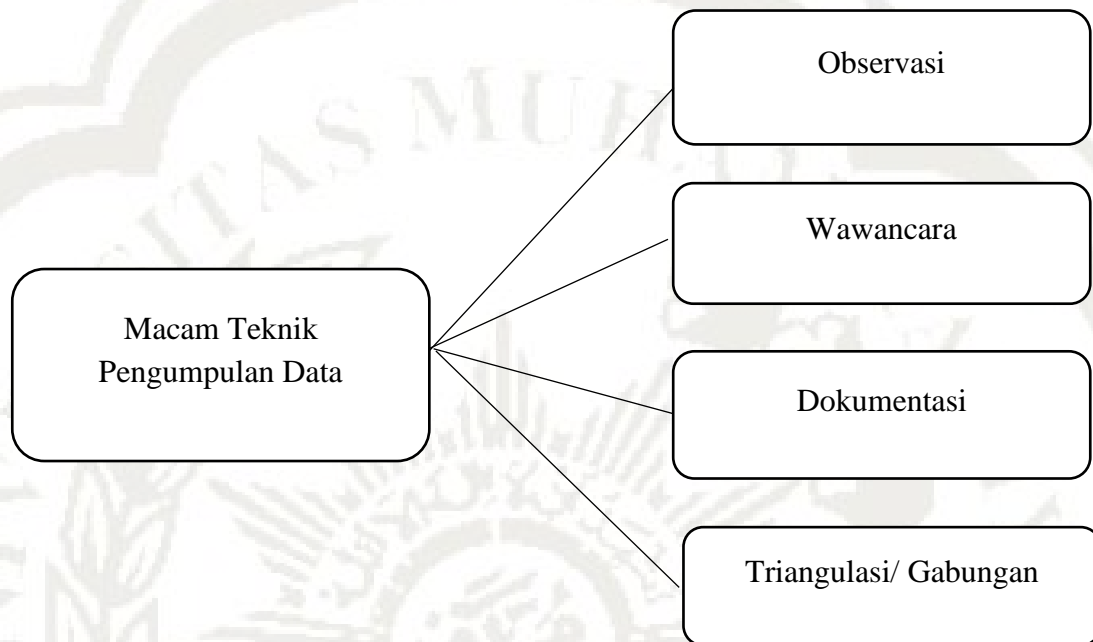 Observasi
Wawancara
Macam Teknik
Pengumpulan Data
Dokumentasi
Triangulasi/ Gabungan